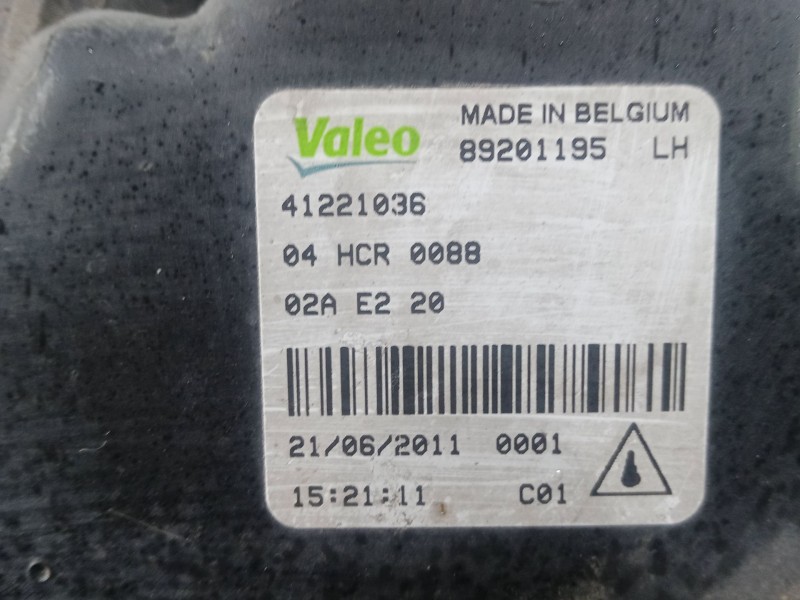 Valeo MADE IN BELGIUM
89201195 LH
41221036
04 HCR 0088
02A E2 20
21/06/2011 0001
15:21:11 C01